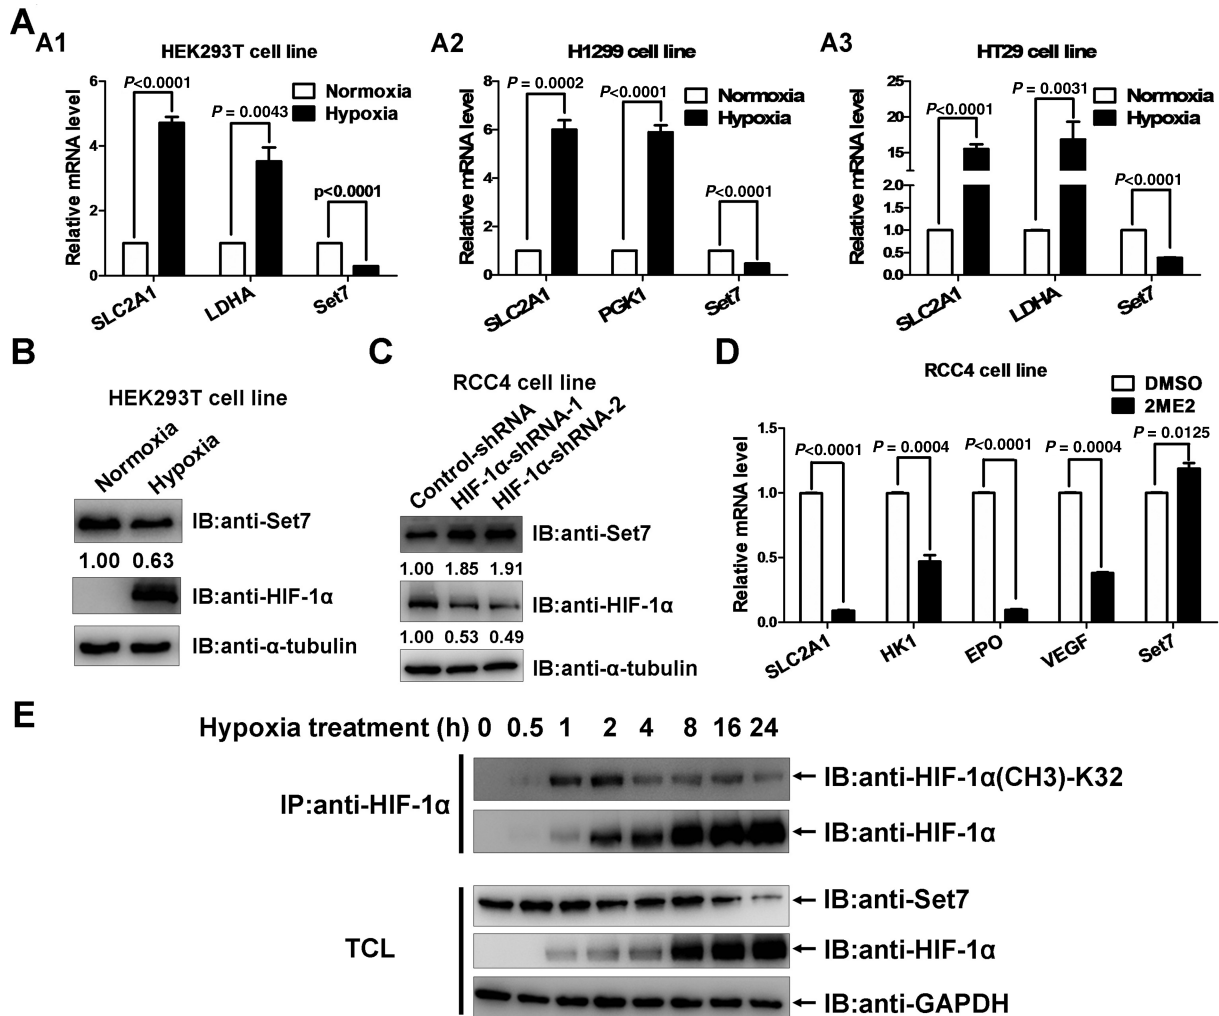 A
A1
HEK293T cell line
Relative mRNA level
6
4
2
0
P<0.0001
P = 0.0043
p<0.0001
Normoxia
Hypoxia
SLC2A1
LDHA
Set7
A2
H1299 cell line
Relative mRNA level
8
6
4
2
0
P = 0.0002
P<0.0001
P<0.0001
Normoxia
Hypoxia
SLC2A1
PGK1
Set7
A3
HT29 cell line
Relative mRNA level
25
20
15
2.0
1.5
1.0
0.5
0.0
P<0.0001
P = 0.0031
P<0.0001
Normoxia
Hypoxia
SLC2A1
LDHA
Set7
B
HEK293T cell line
Normoxia
Hypoxia
IB:anti-Set7
1.00 0.63
IB:anti-HIF-1α
IB:anti-α-tubulin
C
RCC4 cell line
Control-shRNA
HIF-1α-shRNA-1
HIF-1α-shRNA-2
IB:anti-Set7
1.00 1.85 1.91
IB:anti-HIF-1α
1.00 0.53 0.49
IB:anti-α-tubulin
D
RCC4 cell line
DMSO
2ME2
Relative mRNA level
1.5
1.0
0.5
0.0
P<0.0001
P = 0.0004
P<0.0001
P = 0.0004
P = 0.0125
SLC2A1
HK1
EPO
VEGF
Set7
E
Hypoxia treatment (h) 0 0.5 1 2 4 8 16 24
IP:anti-HIF-1α
IB:anti-HIF-1α(CH3)-K32
IB:anti-HIF-1α
TCL
IB:anti-Set7
IB:anti-HIF-1α
IB:anti-GAPDH